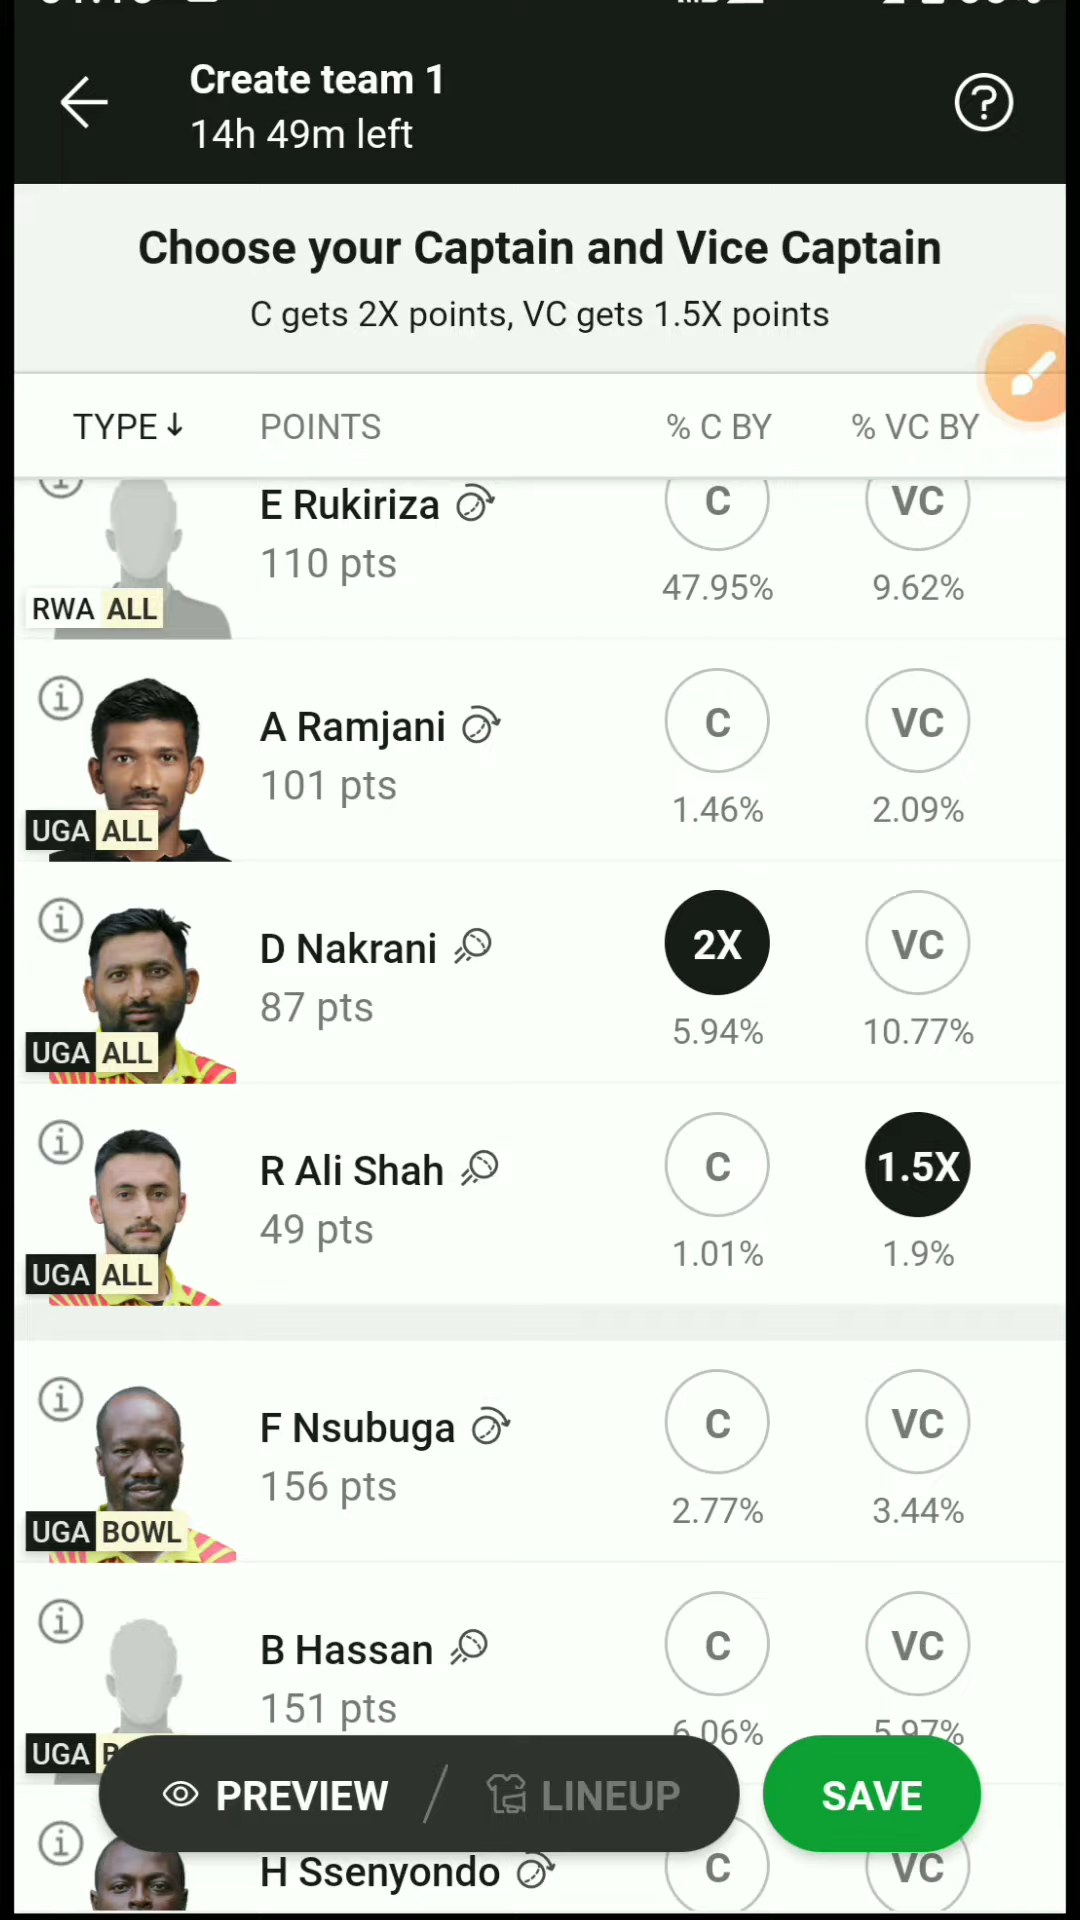 Create team 1
14h 49m left
Choose your Captain and Vice Captain
C gets 2X points, VC gets 1.5X points
TYPE ↓ POINTS % C BY % VC BY
E Rukiriza C VC
110 pts
47.95% 9.62%
RWA ALL
A Ramjani C VC
101 pts
1.46% 2.09%
UGA ALL
D Nakrani 2X VC
87 pts
5.94% 10.77%
UGA ALL
R Ali Shah C 1.5X
49 pts
1.01% 1.9%
UGA ALL
F Nsubuga C VC
156 pts
2.77% 3.44%
UGA BOWL
B Hassan C VC
151 pts
6.06% 5.97%
UGA
PREVIEW / LINEUP SAVE
H Ssenyondo C VC